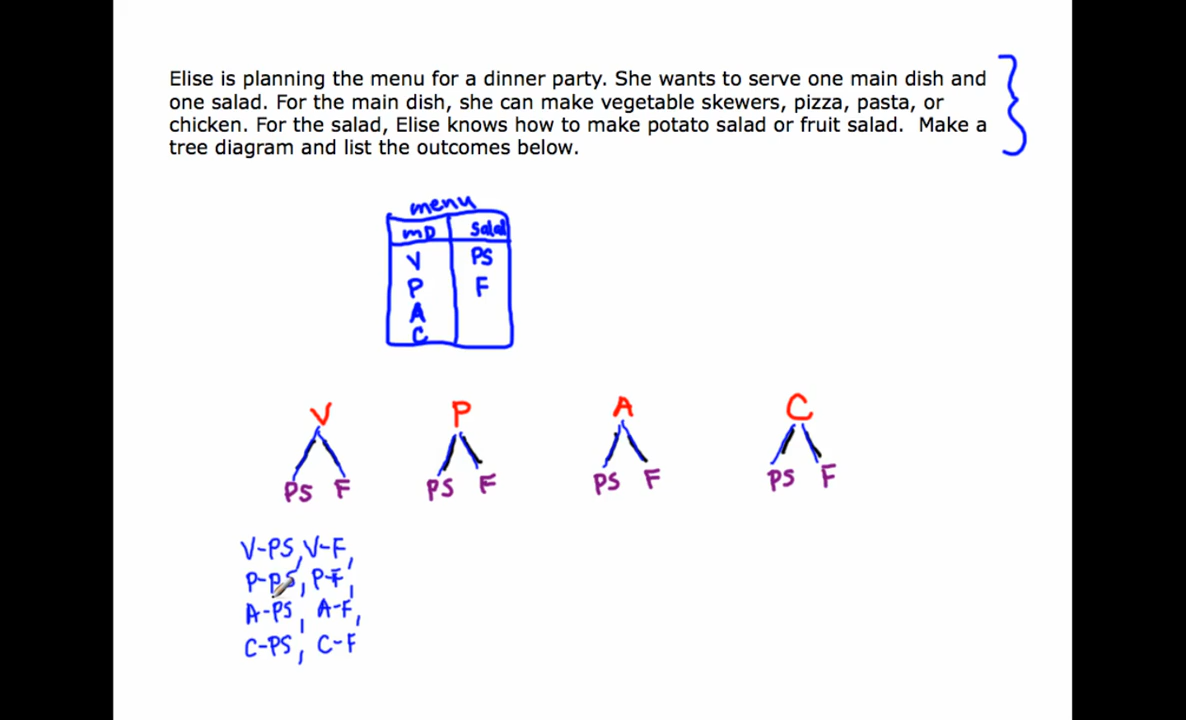 Elise is planning the menu for a dinner party. She wants to serve one main dish and
one salad. For the main dish, she can make vegetable skewers, pizza, pasta, or
chicken. For the salad, Elise knows how to make potato salad or fruit salad. Make a
tree diagram and list the outcomes below.
menu
MD Salad
V PS
P F
A
C
V P A C
PS F PS F PS F PS F
V-PS, V-F,
P-PS, P-F,
A-PS, A-F,
C-PS, C-F